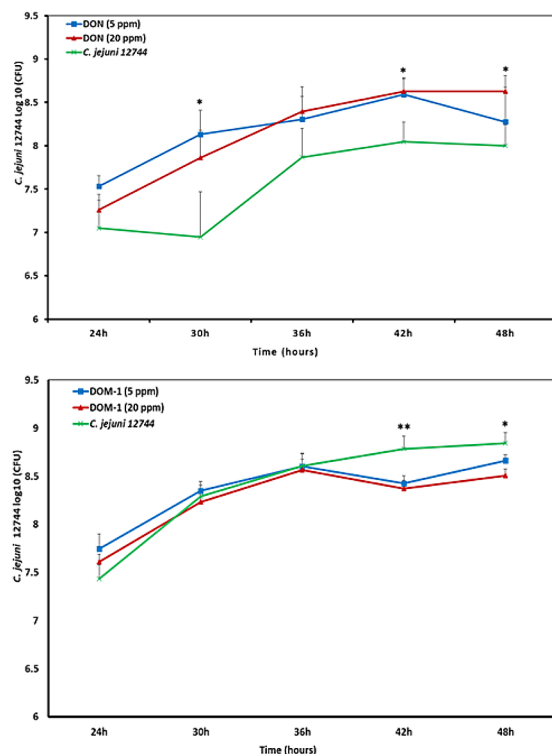 DON (5 ppm)
DON (20 ppm)
C. jejuni 12744
C. jejuni 12744 Log 10 (CFU)
9.5
9
8.5
8
7.5
7
6.5
6
*
*
*
24h
30h
36h
42h
48h
Time (hours)
DOM-1 (5 ppm)
DOM-1 (20 ppm)
C. jejuni 12744
C. jejuni 12744 log10 (CFU)
9.5
9
8.5
8
7.5
7
6.5
6
**
*
24h
30h
36h
42h
48h
Time (hours)